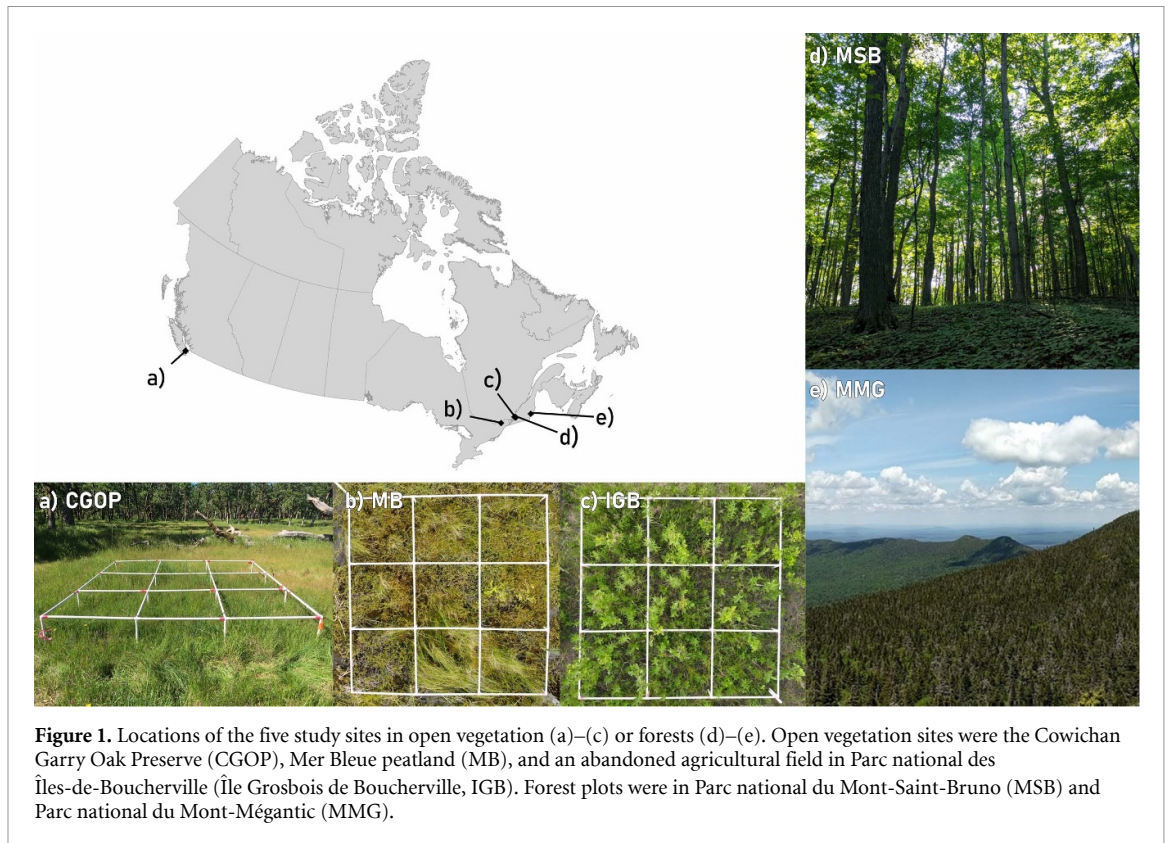 d) MSB
a)
b)
c)
d)
e)
e) MMG
a) CGOP
b) MB
c) IGB
Figure 1. Locations of the five study sites in open vegetation (a)–(c) or forests (d)–(e). Open vegetation sites were the Cowichan
Garry Oak Preserve (CGOP), Mer Bleue peatland (MB), and an abandoned agricultural field in Parc national des
Îles-de-Boucherville (Île Grosbois de Boucherville, IGB). Forest plots were in Parc national du Mont-Saint-Bruno (MSB) and
Parc national du Mont-Mégantic (MMG).